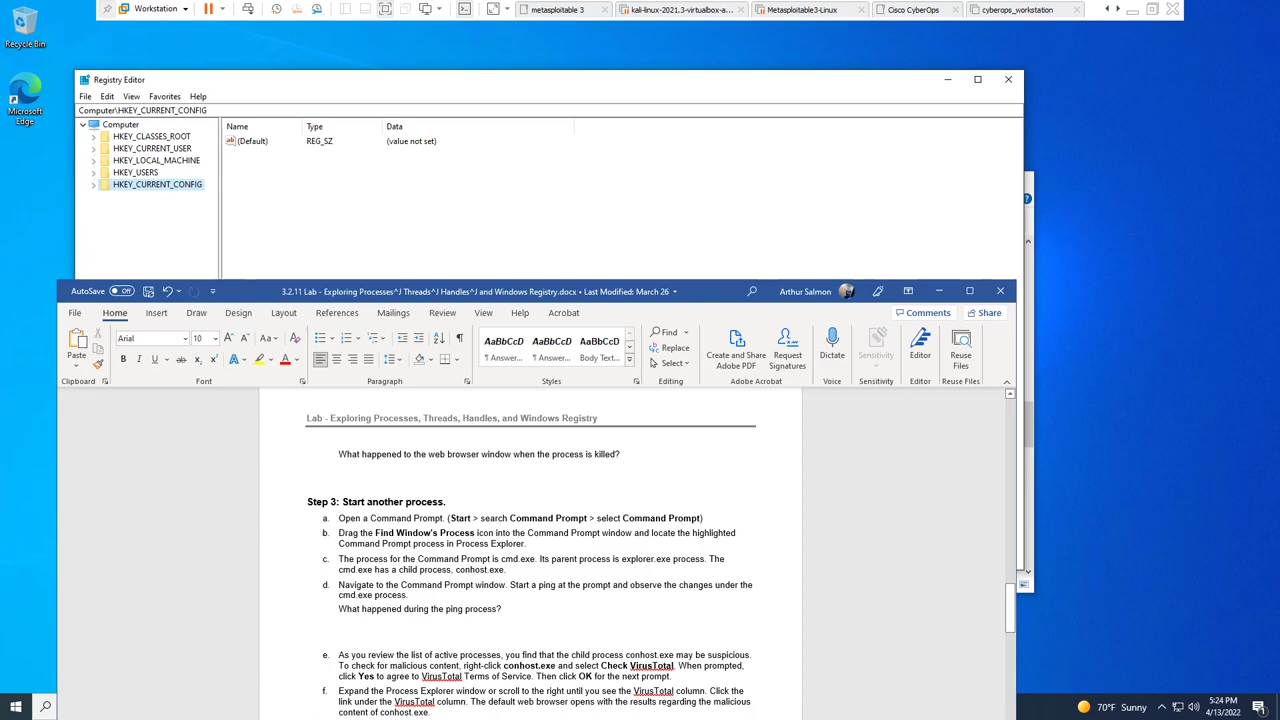 Workstation
metasploitable 3
kali-linux-2021.3-virtualbox-a...
Metasploitable3-Linux
Cisco CyberOps
cyberops_workstation
Recycle Bin
Microsoft
Edge
Registry Editor
File Edit View Favorites Help
Computer\HKEY_CURRENT_CONFIG
Computer
HKEY_CLASSES_ROOT
HKEY_CURRENT_USER
HKEY_LOCAL_MACHINE
HKEY_USERS
HKEY_CURRENT_CONFIG
Name Type Data
(Default) REG_SZ (value not set)
AutoSave Off
3.2.11 Lab - Exploring Processes^J Threads^J Handles^J and Windows Registry.docx • Last Modified: March 26
Arthur Salmon
File Home Insert Draw Design Layout References Mailings Review View Help Acrobat
Comments Share
Paste
Arial 10
AaBbCcD AaBbCcD AaBbCcD
¶ Answer... ¶ Answer... Body Text...
Find
Replace
Select
Create and Share
Adobe PDF
Request
Signatures
Dictate
Sensitivity
Editor
Reuse
Files
Clipboard Font Paragraph Styles Editing Adobe Acrobat Voice Sensitivity Editor Reuse Files
Lab - Exploring Processes, Threads, Handles, and Windows Registry
What happened to the web browser window when the process is killed?
Step 3: Start another process.
a. Open a Command Prompt. (Start > search Command Prompt > select Command Prompt)
b. Drag the Find Window's Process icon into the Command Prompt window and locate the highlighted
Command Prompt process in Process Explorer.
c. The process for the Command Prompt is cmd.exe. Its parent process is explorer.exe process. The
cmd.exe has a child process, conhost.exe.
d. Navigate to the Command Prompt window. Start a ping at the prompt and observe the changes under the
cmd.exe process.
What happened during the ping process?
e. As you review the list of active processes, you find that the child process conhost.exe may be suspicious.
To check for malicious content, right-click conhost.exe and select Check VirusTotal. When prompted,
click Yes to agree to VirusTotal Terms of Service. Then click OK for the next prompt.
f. Expand the Process Explorer window or scroll to the right until you see the VirusTotal column. Click the
link under the VirusTotal column. The default web browser opens with the results regarding the malicious
content of conhost.exe.
70°F Sunny
5:24 PM
4/13/2022